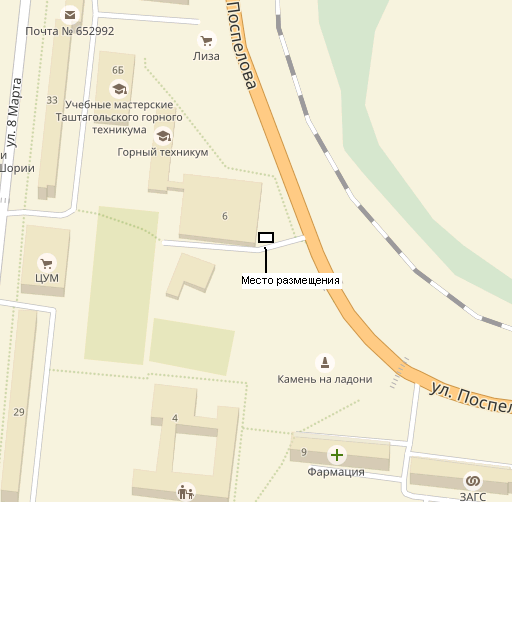 Почта № 652992
Лиза
Поспелова
ул. 8 Марта
6Б
33
Учебные мастерские
Таштагольского горного
техникума
Горный техникум
и
Шории
6
ЦУМ
Место размещения
Камень на ладони
ул. Поспел
29
4
9
Фармация
ЗАГС